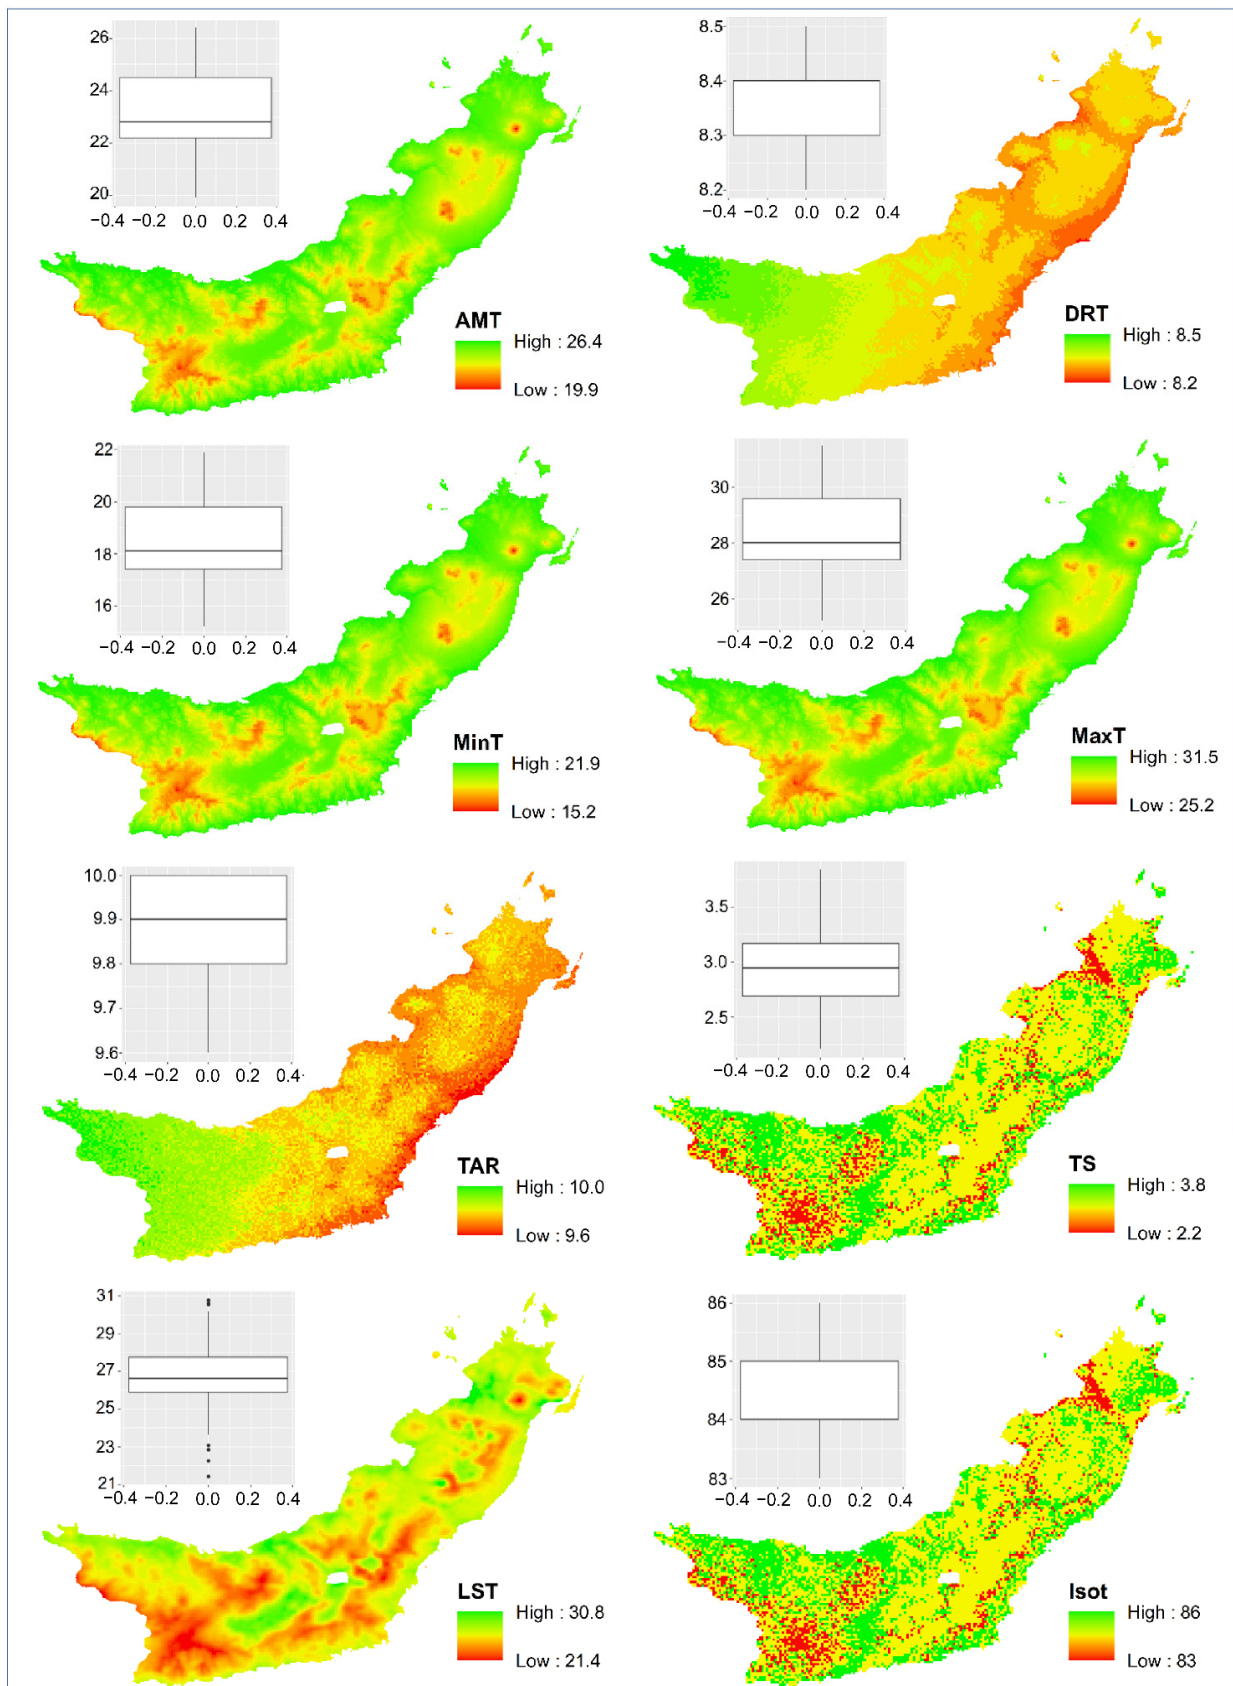 26
24
22
20
−0.4 −0.2 0.0 0.2 0.4
AMT
High : 26.4
Low : 19.9
8.5
8.4
8.3
8.2
−0.4 −0.2 0.0 0.2 0.4
DRT
High : 8.5
Low : 8.2
22
20
18
16
−0.4 −0.2 0.0 0.2 0.4
MinT
High : 21.9
Low : 15.2
30
28
26
−0.4 −0.2 0.0 0.2 0.4
MaxT
High : 31.5
Low : 25.2
10.0
9.9
9.8
9.7
9.6
−0.4 −0.2 0.0 0.2 0.4
TAR
High : 10.0
Low : 9.6
3.5
3.0
2.5
−0.4 −0.2 0.0 0.2 0.4
TS
High : 3.8
Low : 2.2
31
29
27
25
23
21
−0.4 −0.2 0.0 0.2 0.4
LST
High : 30.8
Low : 21.4
86
85
84
83
−0.4 −0.2 0.0 0.2 0.4
Isot
High : 86
Low : 83